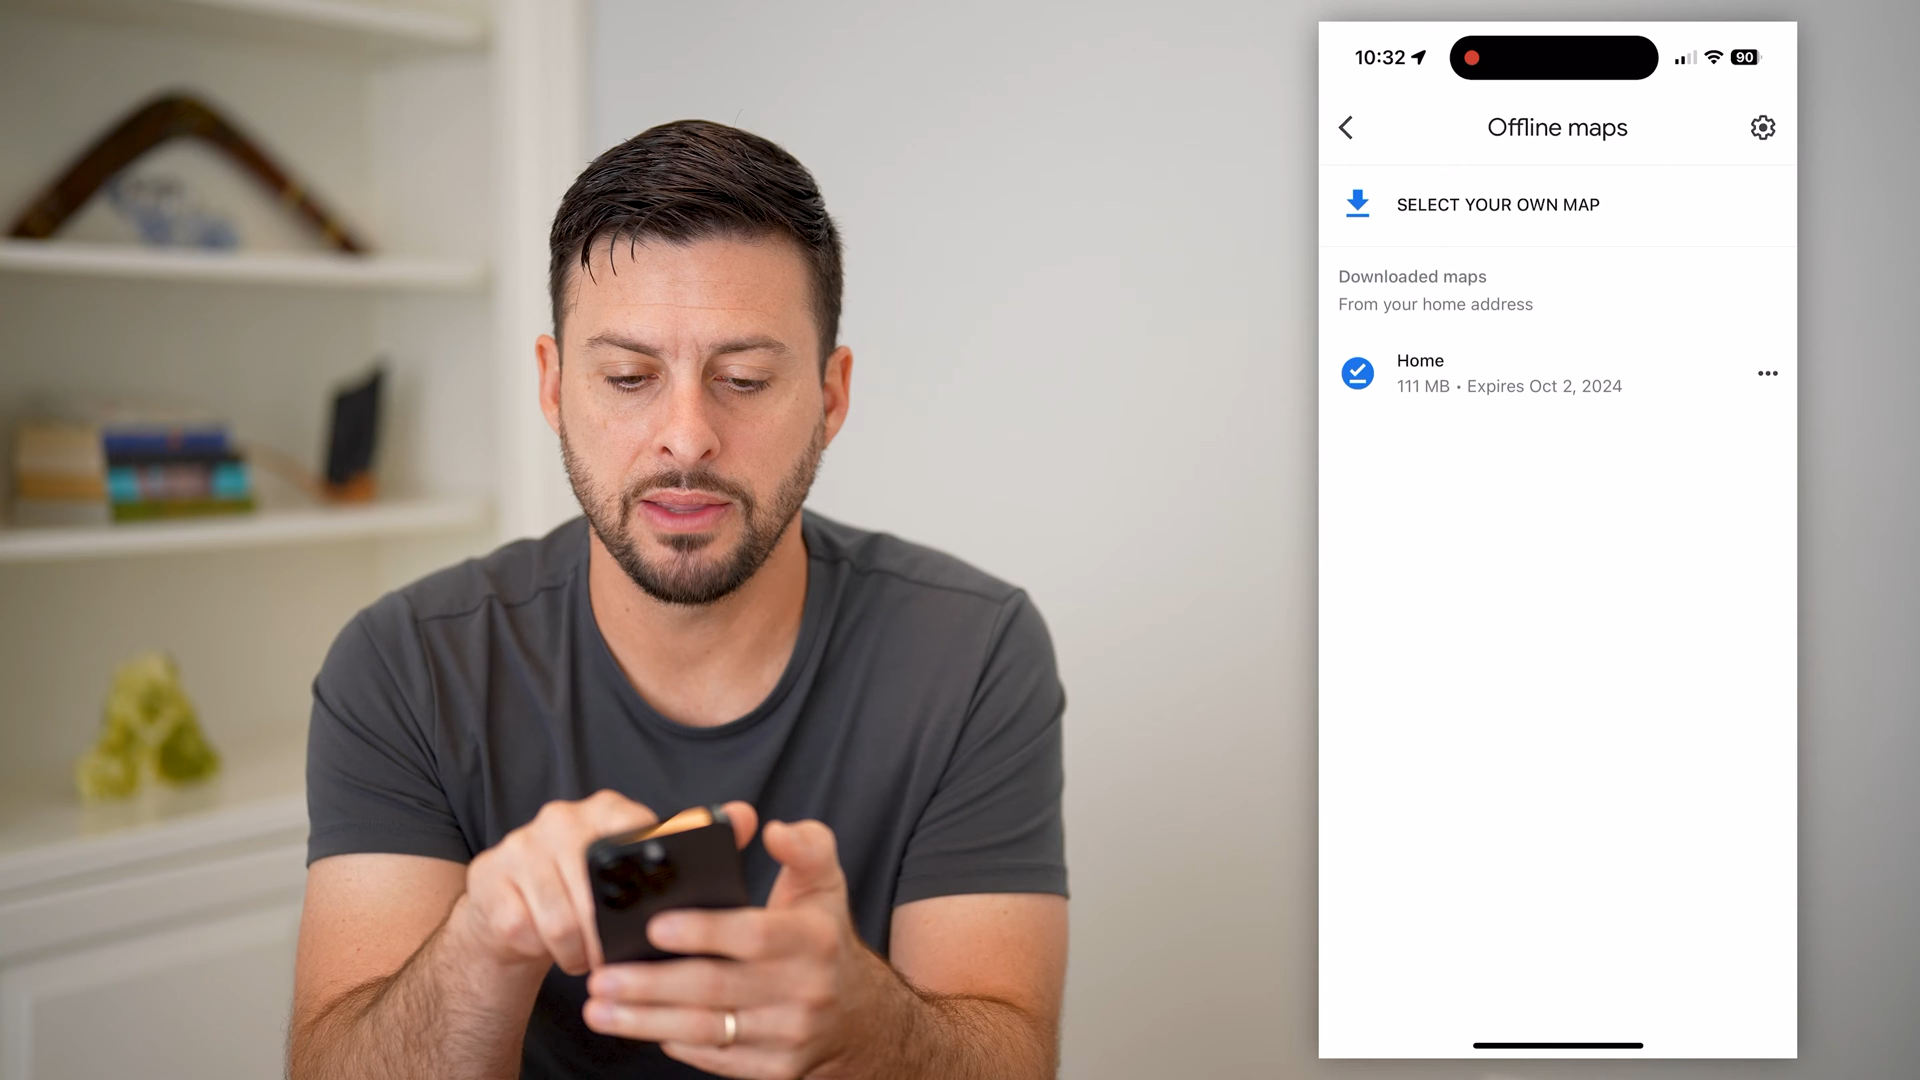 10:32
90
Offline maps
SELECT YOUR OWN MAP
Downloaded maps
From your home address
Home
111 MB • Expires Oct 2, 2024